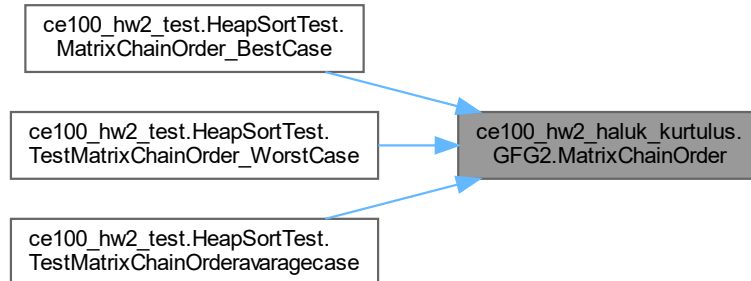 ce100_hw2_test.HeapSortTest.
MatrixChainOrder_BestCase
ce100_hw2_test.HeapSortTest.
TestMatrixChainOrder_WorstCase
ce100_hw2_test.HeapSortTest.
TestMatrixChainOrderavaragecase
ce100_hw2_haluk_kurtulus.
GFG2.MatrixChainOrder